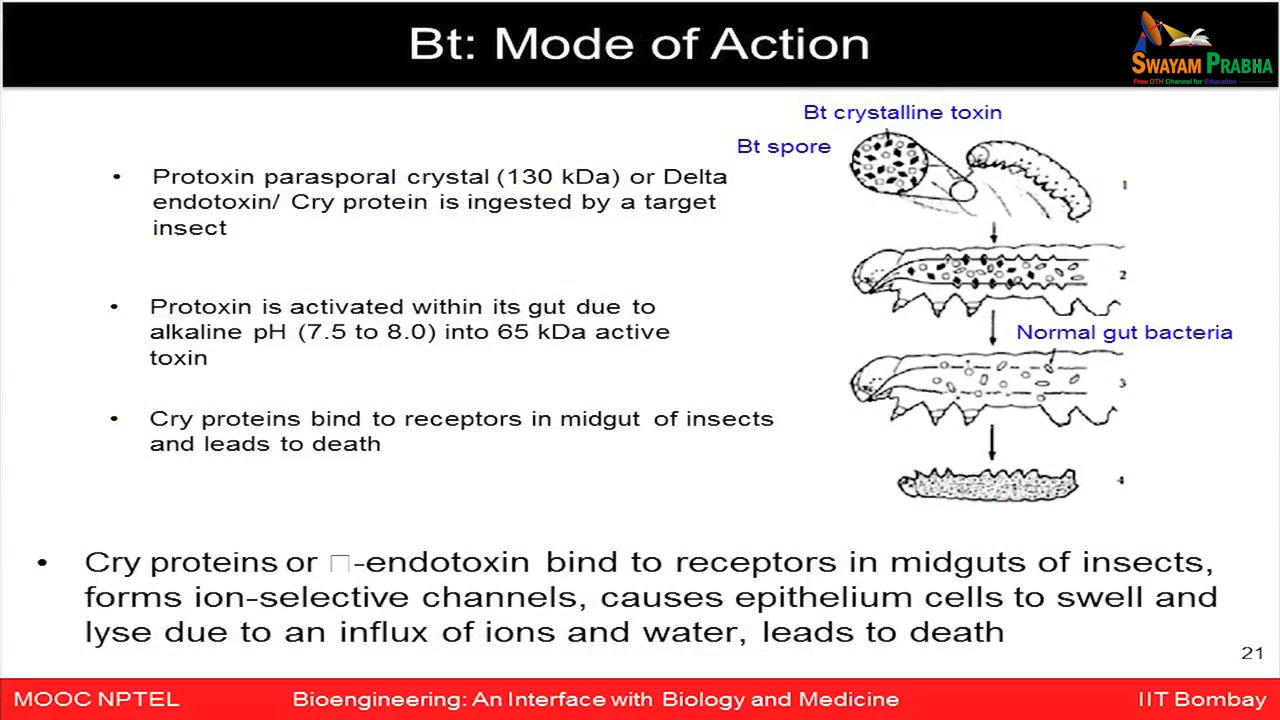 Bt: Mode of Action
SWAYAM PRABHA
Free DTH Channel for Education
Bt crystalline toxin
Bt spore
• Protoxin parasporal crystal (130 kDa) or Delta
endotoxin/ Cry protein is ingested by a target
insect
1
2
• Protoxin is activated within its gut due to
alkaline pH (7.5 to 8.0) into 65 kDa active
toxin
Normal gut bacteria
3
• Cry proteins bind to receptors in midgut of insects
and leads to death
4
• Cry proteins or □-endotoxin bind to receptors in midguts of insects,
forms ion-selective channels, causes epithelium cells to swell and
lyse due to an influx of ions and water, leads to death
21
MOOC NPTEL
Bioengineering: An Interface with Biology and Medicine
IIT Bombay